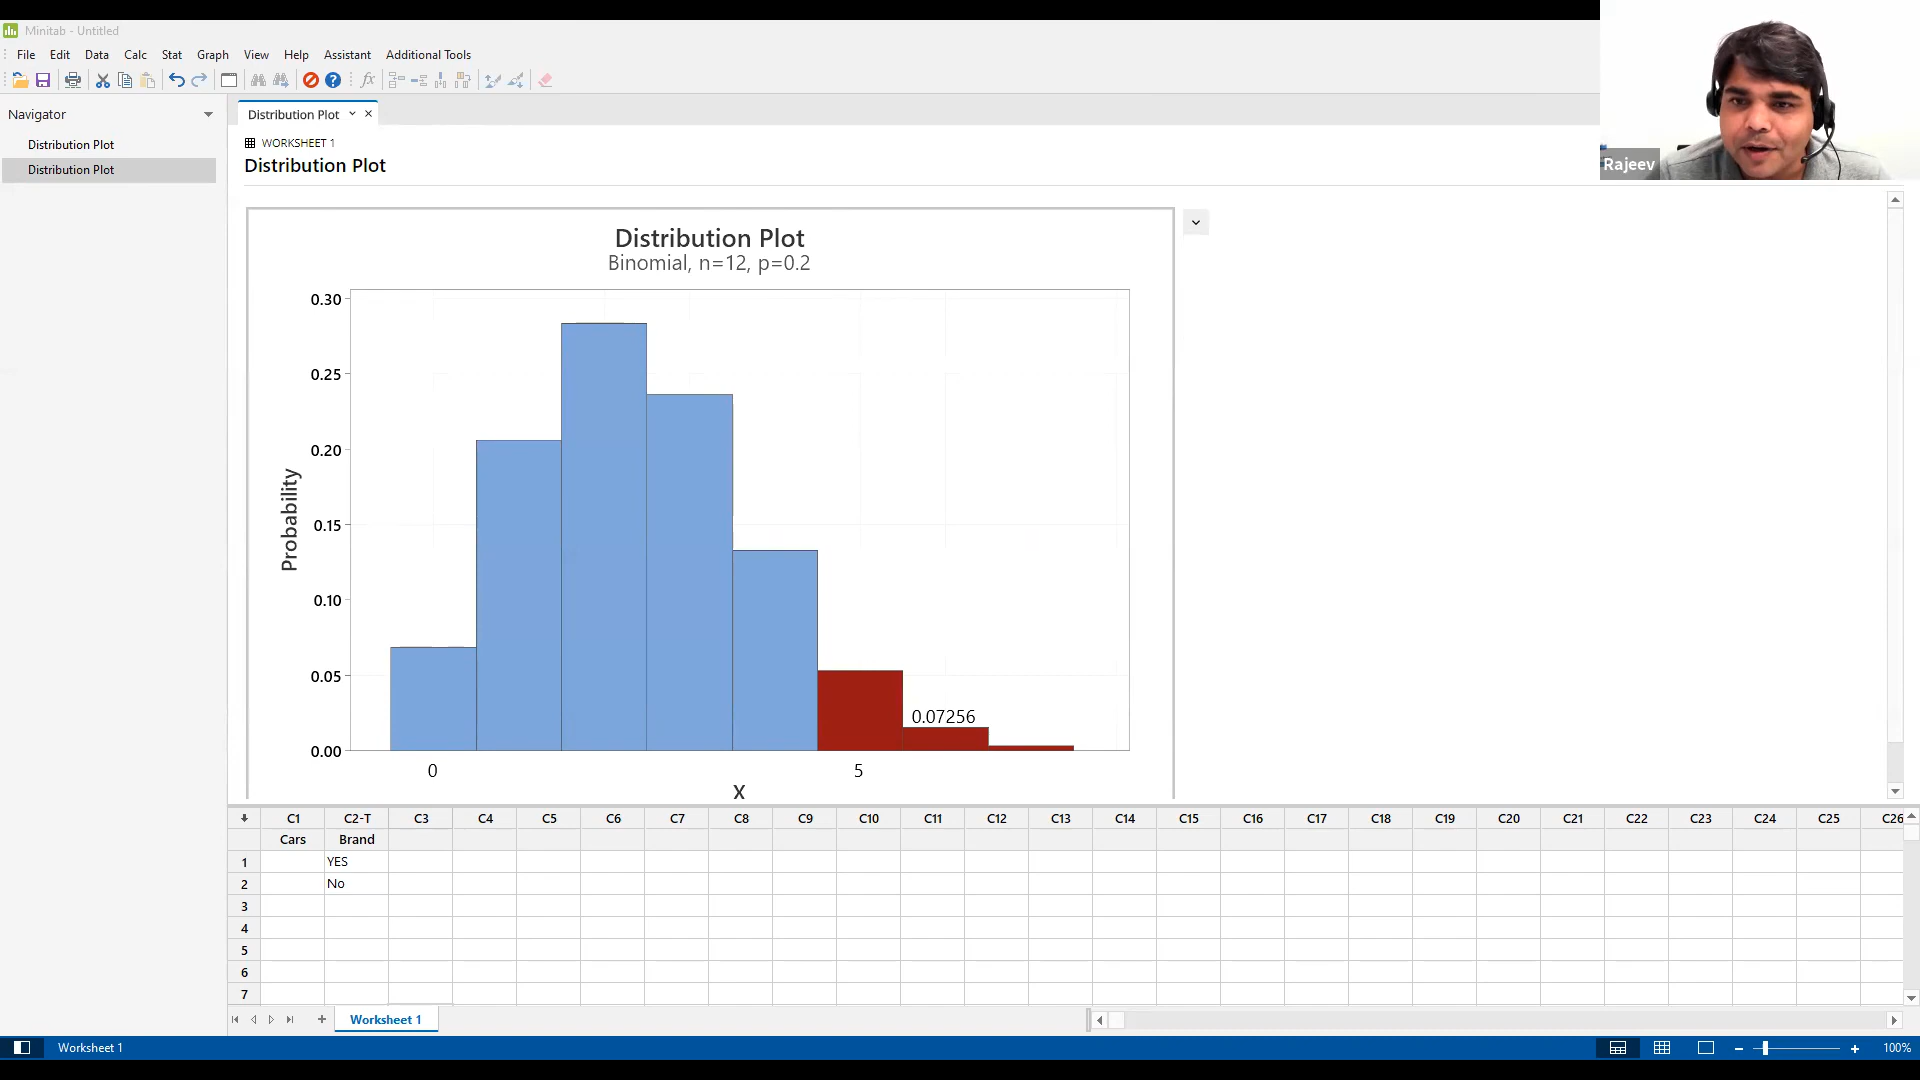 Minitab - Untitled
File Edit Data Calc Stat Graph View Help Assistant Additional Tools
Rajeev
Navigator
Distribution Plot
Distribution Plot
Distribution Plot
WORKSHEET 1
Distribution Plot
Distribution Plot
Binomial, n=12, p=0.2
0.30
0.25
0.20
0.15
0.10
0.05
0.00
Probability
0.07256
0 5
X
C1 C2-T C3 C4 C5 C6 C7 C8 C9 C10 C11 C12 C13 C14 C15 C16 C17 C18 C19 C20 C21 C22 C23 C24 C25 C26
Cars Brand
1 YES
2 No
3
4
5
6
7
Worksheet 1
Worksheet 1
100%